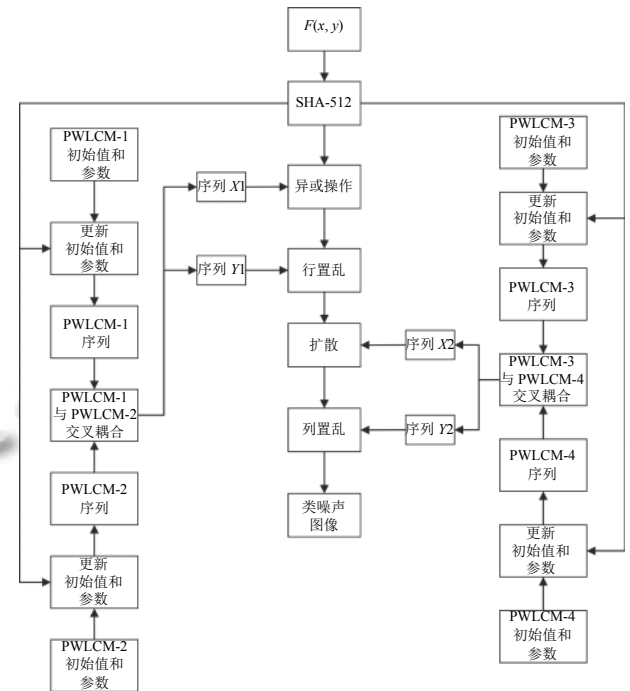 F(x, y)
SHA-512
PWLCM-1
初始值和
参数
更新
初始值和
参数
PWLCM-1
序列
PWLCM-1
与 PWLCM-2
交叉耦合
PWLCM-2
序列
更新
初始值和
参数
PWLCM-2
初始值和
参数
序列 X1
序列 Y1
异或操作
行置乱
扩散
列置乱
类噪声
图像
序列 X2
序列 Y2
PWLCM-3
初始值和
参数
更新
初始值和
参数
PWLCM-3
序列
PWLCM-3
与 PWLCM-4
交叉耦合
PWLCM-4
序列
更新
初始值和
参数
PWLCM-4
初始值和
参数